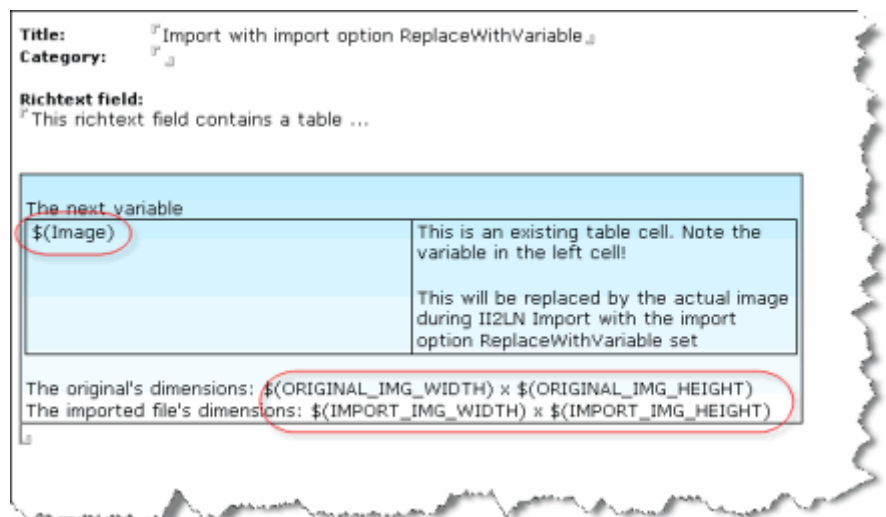 Title: Import with import option ReplaceWithVariable
Category:
Richtext field:
This richtext field contains a table ...
The next variable
$(Image)
This is an existing table cell. Note the
variable in the left cell!
This will be replaced by the actual image
during II2LN Import with the import
option ReplaceWithVariable set
The original's dimensions: $(ORIGINAL_IMG_WIDTH) x $(ORIGINAL_IMG_HEIGHT)
The imported file's dimensions: $(IMPORT_IMG_WIDTH) x $(IMPORT_IMG_HEIGHT)